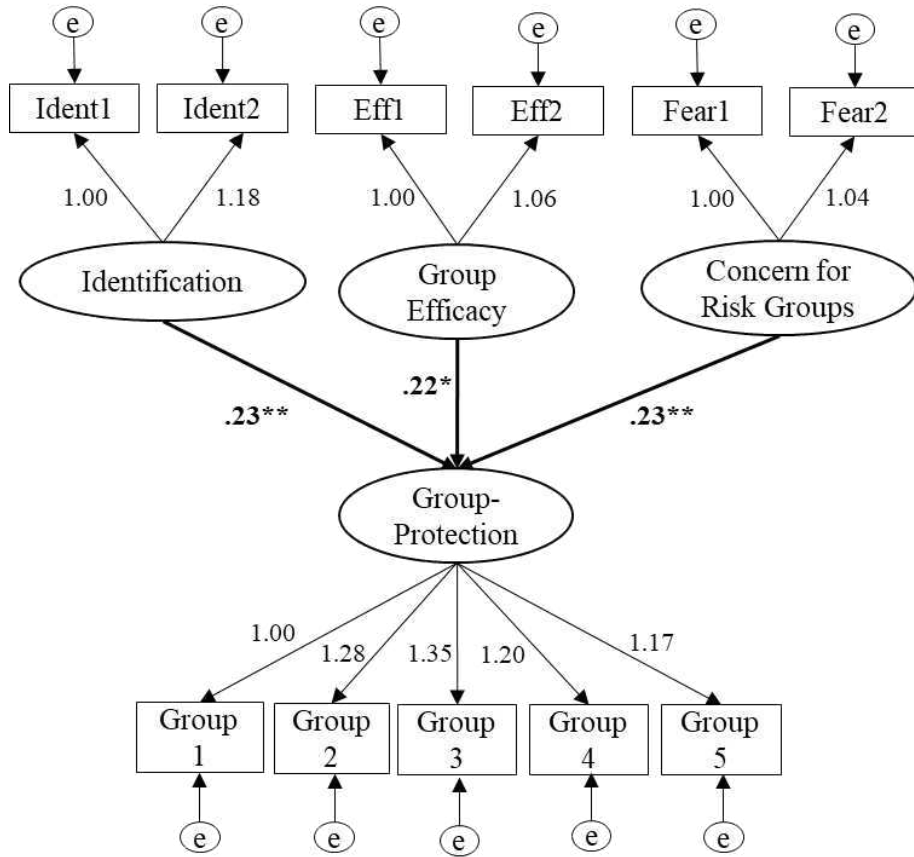 e
e
e
e
e
e
Ident1
Ident2
Eff1
Eff2
Fear1
Fear2
1.00
1.18
1.00
1.06
1.00
1.04
Identification
Group
Efficacy
Concern for
Risk Groups
.23**
.22*
.23**
Group-
Protection
1.00
1.28
1.35
1.20
1.17
Group
1
Group
2
Group
3
Group
4
Group
5
e
e
e
e
e